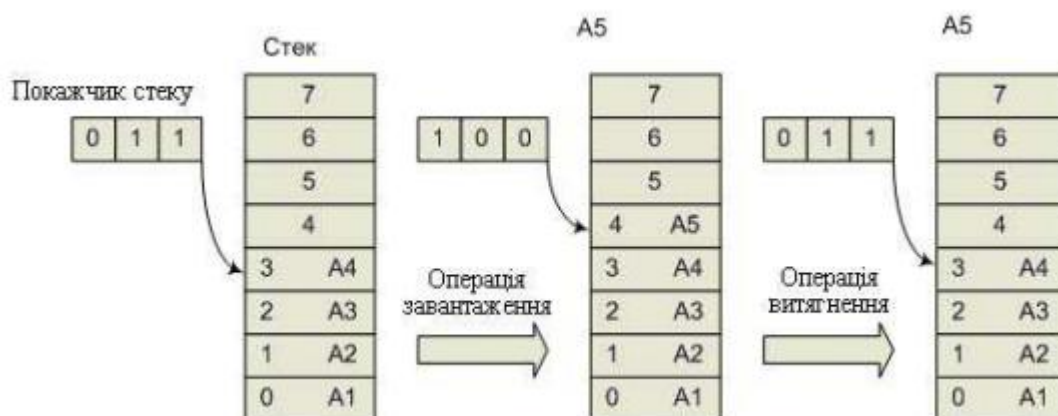 A5
A5
Стек
Покажчик стеку
7
7
7
0 1 1
6
1 0 0
6
0 1 1
6
5
5
5
4
4 A5
4
3 A4
3 A4
3 A4
Операція
завантаження
Операція
витягнення
2 A3
2 A3
2 A3
1 A2
1 A2
1 A2
0 A1
0 A1
0 A1